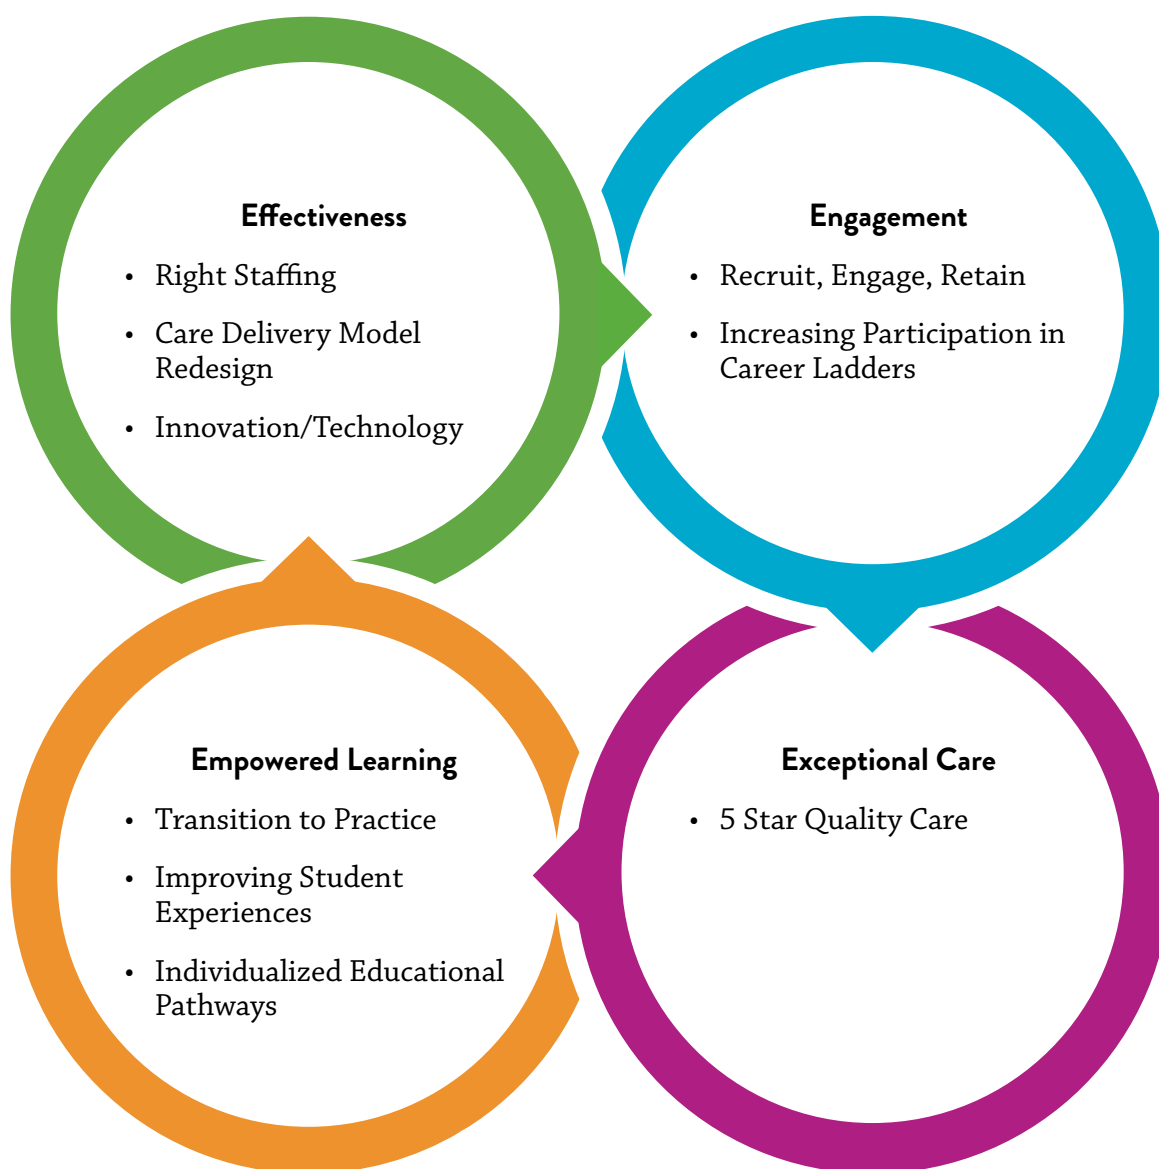 Effectiveness
• Right Staffing
• Care Delivery Model
Redesign
• Innovation/Technology
Engagement
• Recruit, Engage, Retain
• Increasing Participation in
Career Ladders
Empowered Learning
• Transition to Practice
• Improving Student
Experiences
• Individualized Educational
Pathways
Exceptional Care
• 5 Star Quality Care